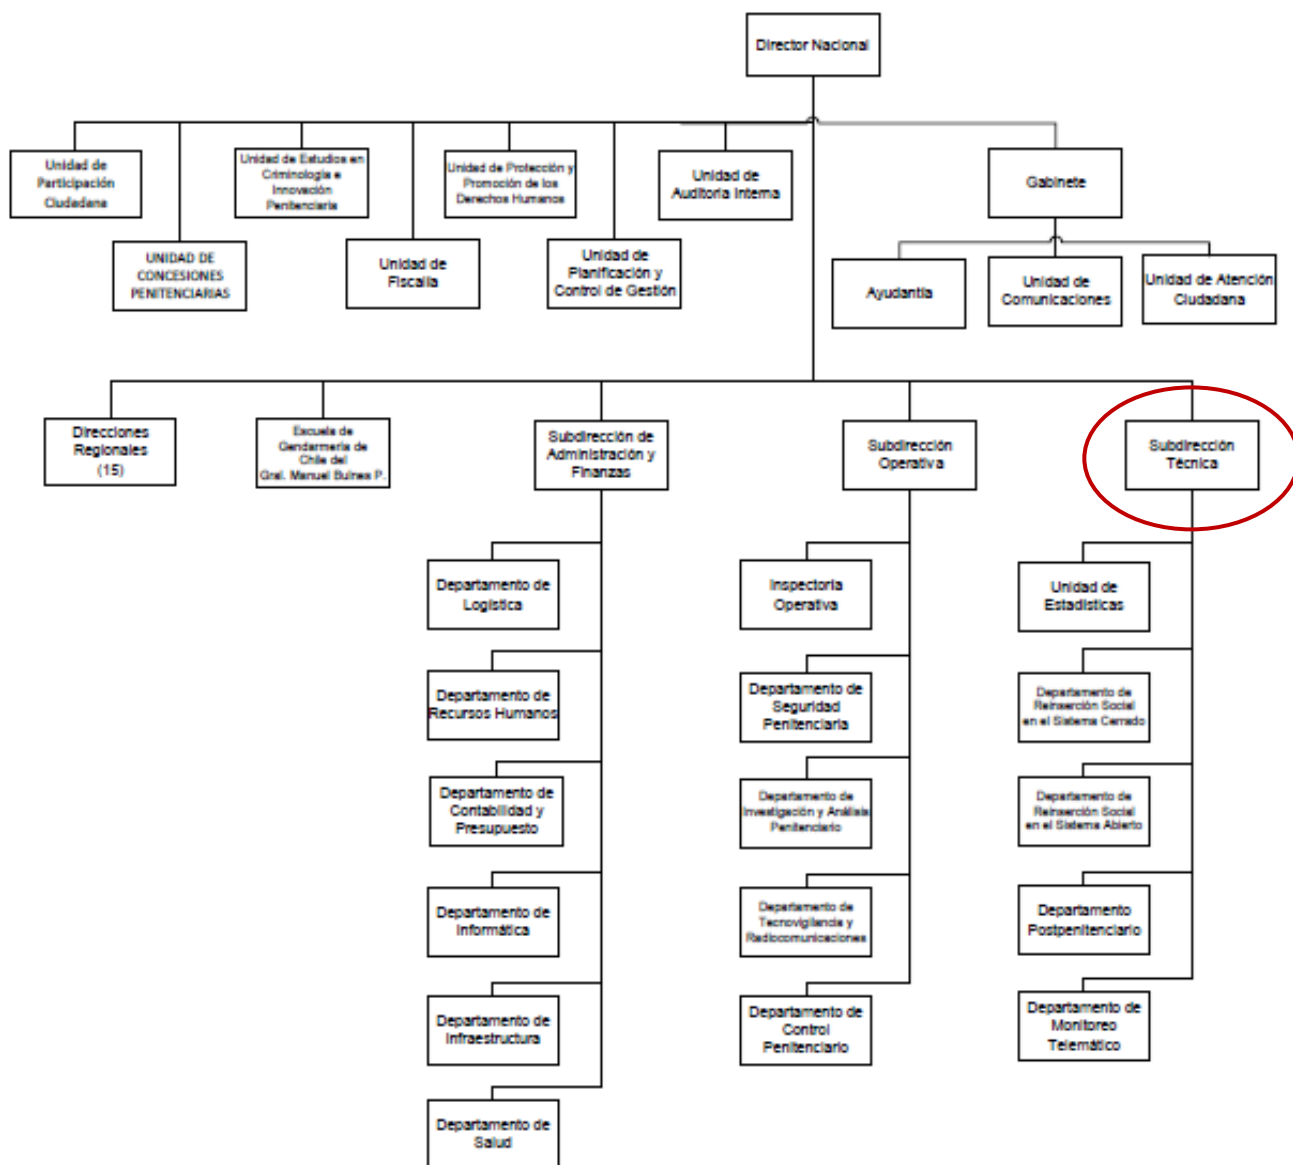 Director Nacional
Unidad de
Participación
Ciudadana
Unidad de Estudios en
Criminología e
Innovación
Penitenciaria
Unidad de Protección y
Promoción de los
Derechos Humanos
Unidad de
Auditoria Interna
Gabinete
UNIDAD DE
CONCESIONES
PENITENCIARIAS
Unidad de
Fiscalía
Unidad de
Planificación y
Control de Gestión
Ayudantía
Unidad de
Comunicaciones
Unidad de Atención
Ciudadana
Direcciones
Regionales
(15)
Escuela de
Gendarmería de
Chile del
Gral. Manuel Bulnes P.
Subdirección de
Administración y
Finanzas
Subdirección
Operativa
Subdirección
Técnica
Departamento de
Logística
Departamento de
Recursos Humanos
Departamento de
Contabilidad y
Presupuesto
Departamento de
Informática
Departamento de
Infraestructura
Departamento de
Salud
Inspectoría
Operativa
Departamento de
Seguridad
Penitenciaria
Departamento de
Investigación y Análisis
Penitenciario
Departamento de
Tecnovigilancia y
Radiocomunicaciones
Departamento de
Control
Penitenciario
Unidad de
Estadísticas
Departamento de
Reinserción Social
en el Sistema Cerrado
Departamento de
Reinserción Social
en el Sistema Abierto
Departamento
Postpenitenciario
Departamento de
Monitoreo
Telemático